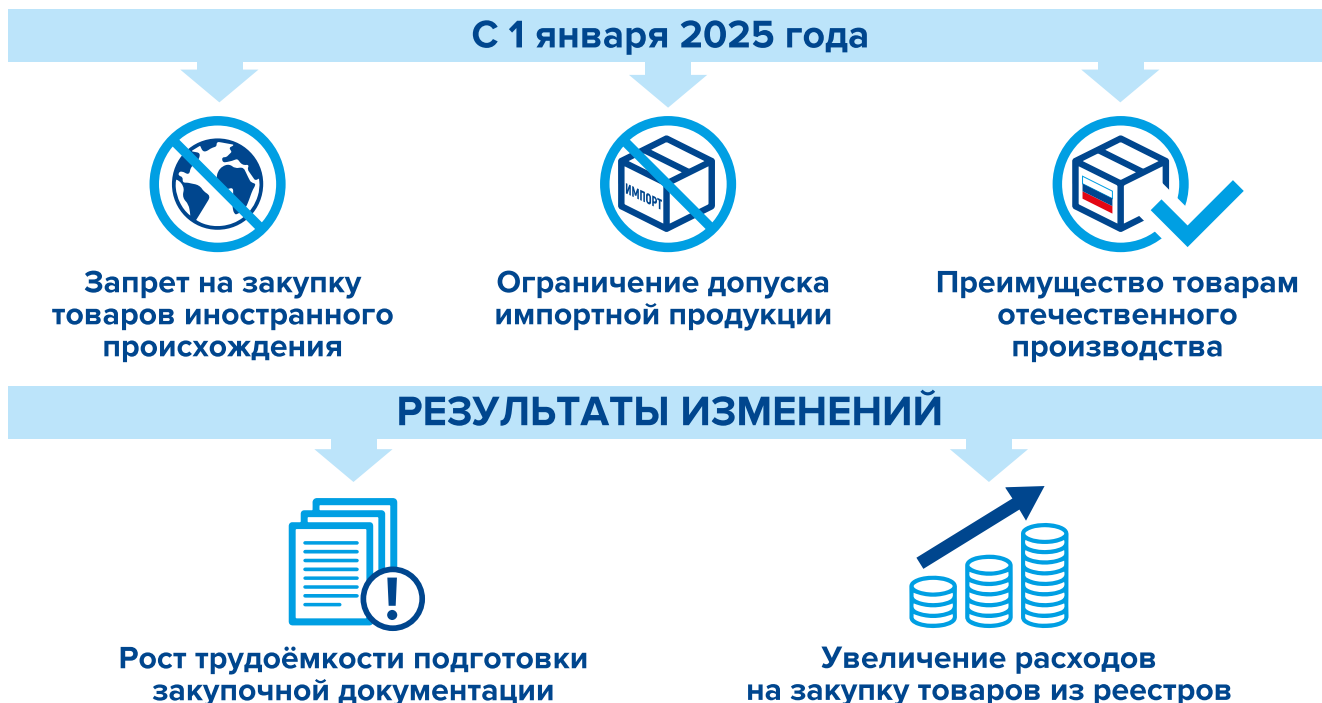 С 1 января 2025 года
ИМПОРТ
Запрет на закупку
товаров иностранного
происхождения
Ограничение допуска
импортной продукции
Преимущество товарам
отечественного
производства
РЕЗУЛЬТАТЫ ИЗМЕНЕНИЙ
!
Рост трудоёмкости подготовки
закупочной документации
Увеличение расходов
на закупку товаров из реестров